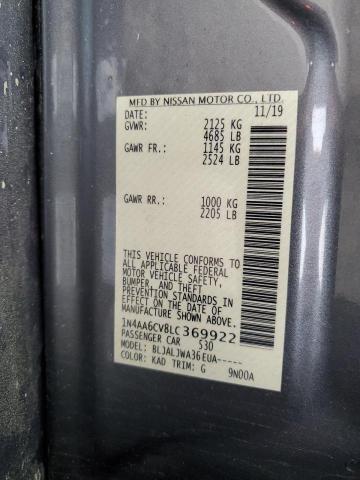 MFD BY NISSAN MOTOR CO., LTD.
DATE: 11/19
GVWR: 2125 KG
4685 LB
GAWR FR.: 1145 KG
2524 LB
GAWR RR.: 1000 KG
2205 LB
THIS VEHICLE CONFORMS TO
ALL APPLICABLE FEDERAL
MOTOR VEHICLE SAFETY,
BUMPER, AND THEFT
PREVENTION STANDARDS IN
EFFECT ON THE DATE OF
MANUFACTURE SHOWN ABOVE.
1N4AA6CV8LC369922
PASSENGER CAR 530
MODEL: BLJALJWA36EUA-----
COLOR: KAD TRIM: G 9N00A